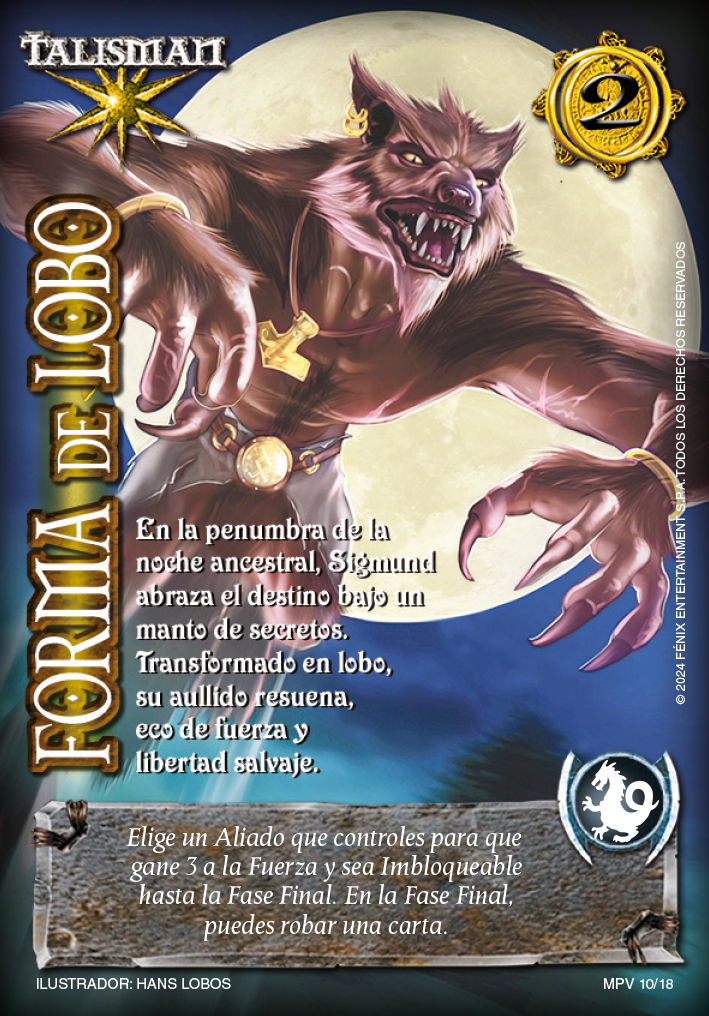 TALISMAN
2
FORMA DE LOBO
En la penumbra de la
noche ancestral, Sigmund
abraza el destino bajo un
manto de secretos.
Transformado en lobo,
su aullido resuena,
eco de fuerza y
libertad salvaje.
© 2024 FÉNIX ENTERTAINMENT S.P.A. TODOS LOS DERECHOS RESERVADOS
Elige un Aliado que controles para que
gane 3 a la Fuerza y sea Imbloqueable
hasta la Fase Final. En la Fase Final,
puedes robar una carta.
ILUSTRADOR: HANS LOBOS
MPV 10/18